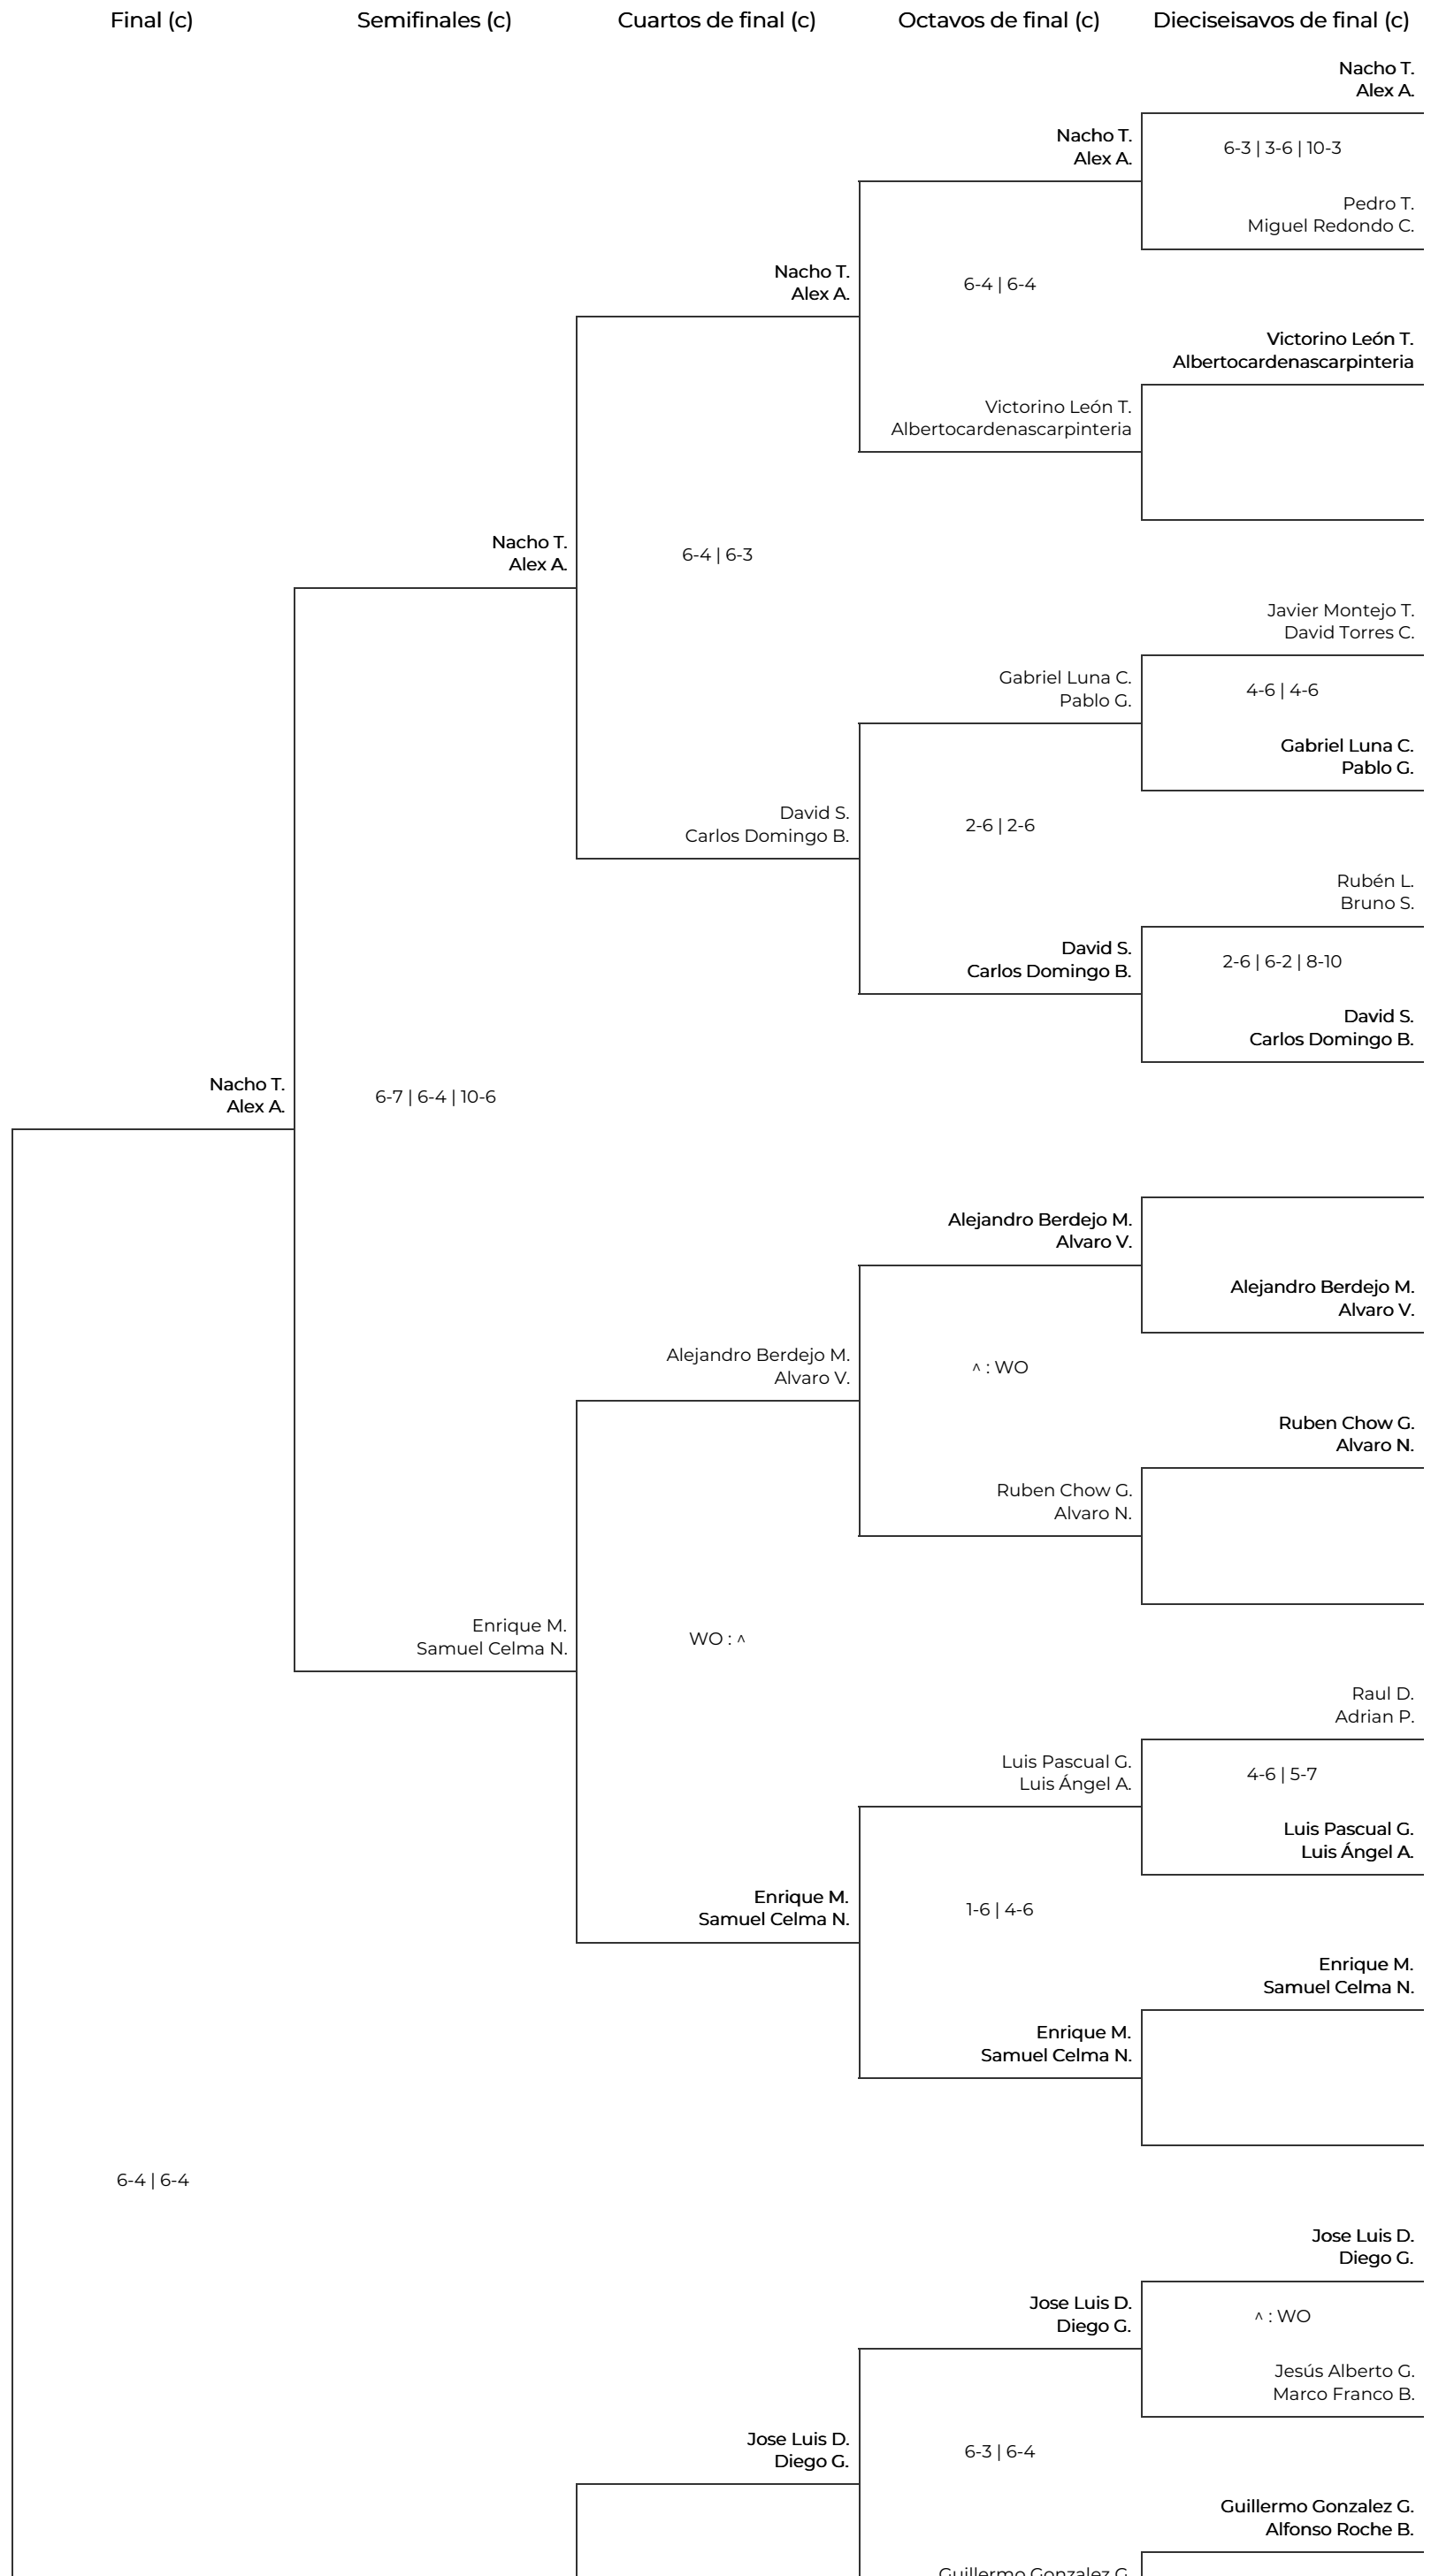 Final (c)
Semifinales (c)
Cuartos de final (c)
Octavos de final (c)
Dieciseisavos de final (c)
Nacho T.
Alex A.
Nacho T.
Alex A.
6-3 | 3-6 | 10-3
Pedro T.
Miguel Redondo C.
Nacho T.
Alex A.
6-4 | 6-4
Victorino León T.
Albertocardenascarpinteria
Victorino León T.
Albertocardenascarpinteria
Nacho T.
Alex A.
6-4 | 6-3
Javier Montejo T.
David Torres C.
Gabriel Luna C.
Pablo G.
4-6 | 4-6
Gabriel Luna C.
Pablo G.
David S.
Carlos Domingo B.
2-6 | 2-6
Rubén L.
Bruno S.
David S.
Carlos Domingo B.
2-6 | 6-2 | 8-10
David S.
Carlos Domingo B.
Nacho T.
Alex A.
6-7 | 6-4 | 10-6
Alejandro Berdejo M.
Alvaro V.
Alejandro Berdejo M.
Alvaro V.
Alejandro Berdejo M.
Alvaro V.
^ : WO
Ruben Chow G.
Alvaro N.
Ruben Chow G.
Alvaro N.
Enrique M.
Samuel Celma N.
WO : ^
Raul D.
Adrian P.
Luis Pascual G.
Luis Ángel A.
4-6 | 5-7
Luis Pascual G.
Luis Ángel A.
Enrique M.
Samuel Celma N.
1-6 | 4-6
Enrique M.
Samuel Celma N.
Enrique M.
Samuel Celma N.
6-4 | 6-4
Jose Luis D.
Diego G.
Jose Luis D.
Diego G.
^ : WO
Jesús Alberto G.
Marco Franco B.
Jose Luis D.
Diego G.
6-3 | 6-4
Guillermo Gonzalez G.
Alfonso Roche B.
Guillermo Gonzalez G.